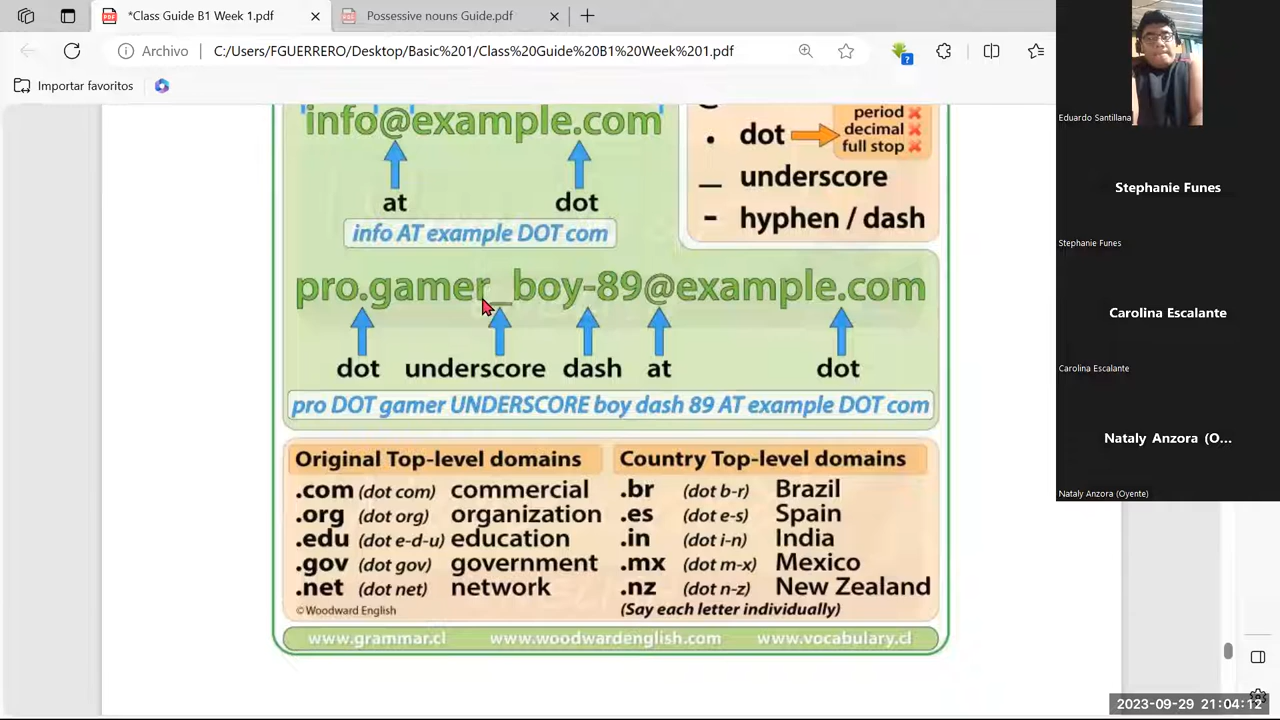 *Class Guide B1 Week 1.pdf
Possessive nouns Guide.pdf
Archivo
C:/Users/FGUERRERO/Desktop/Basic%201/Class%20Guide%20B1%20Week%201.pdf
Importar favoritos
info@example.com
at
dot
info AT example DOT com
period
. dot
decimal
full stop
_ underscore
- hyphen / dash
pro.gamer_boy-89@example.com
dot underscore dash at dot
pro DOT gamer UNDERSCORE boy dash 89 AT example DOT com
Original Top-level domains
.com (dot com) commercial
.org (dot org) organization
.edu (dot e-d-u) education
.gov (dot gov) government
.net (dot net) network
© Woodward English
Country Top-level domains
.br (dot b-r) Brazil
.es (dot e-s) Spain
.in (dot i-n) India
.mx (dot m-x) Mexico
.nz (dot n-z) New Zealand
(Say each letter individually)
www.grammar.cl www.woodwardenglish.com www.vocabulary.cl
Eduardo Santillana
Stephanie Funes
Stephanie Funes
Carolina Escalante
Carolina Escalante
Nataly Anzora (O...
Nataly Anzora (Oyente)
2023-09-29 21:04:12